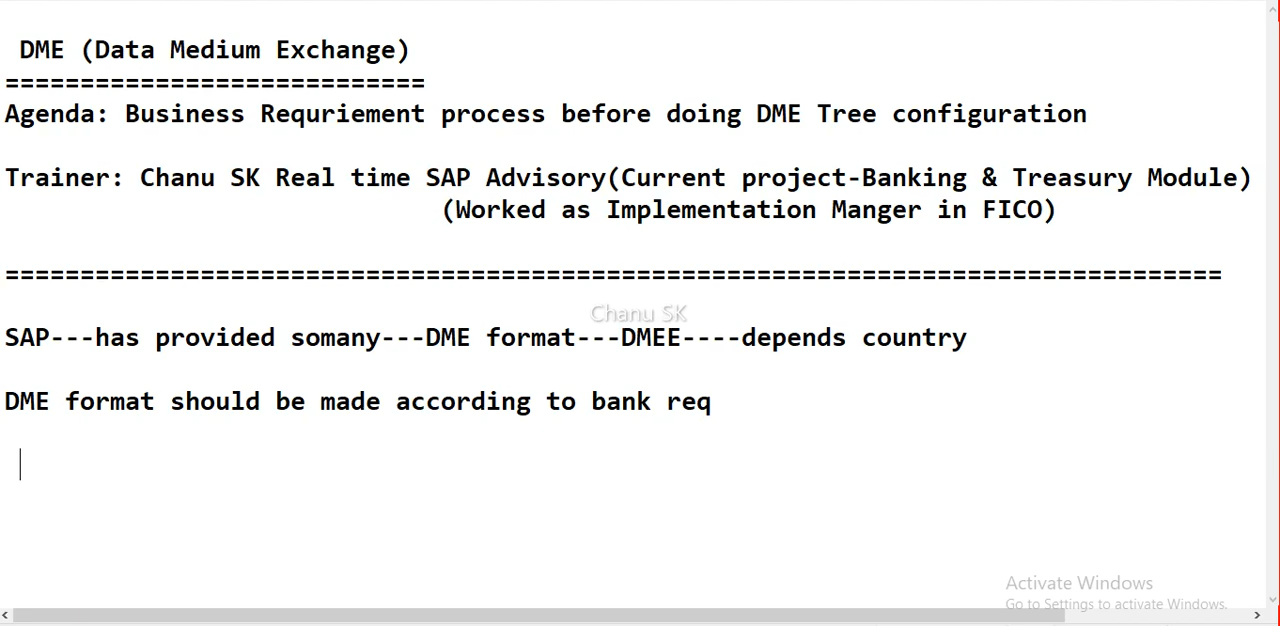 DME (Data Medium Exchange)
============================
Agenda: Business Requriement process before doing DME Tree configuration
Trainer: Chanu SK Real time SAP Advisory(Current project-Banking & Treasury Module)
(Worked as Implementation Manger in FICO)
=================================================================================
Chanu SK
SAP---has provided somany---DME format---DMEE----depends country
DME format should be made according to bank req
Activate Windows
Go to Settings to activate Windows.